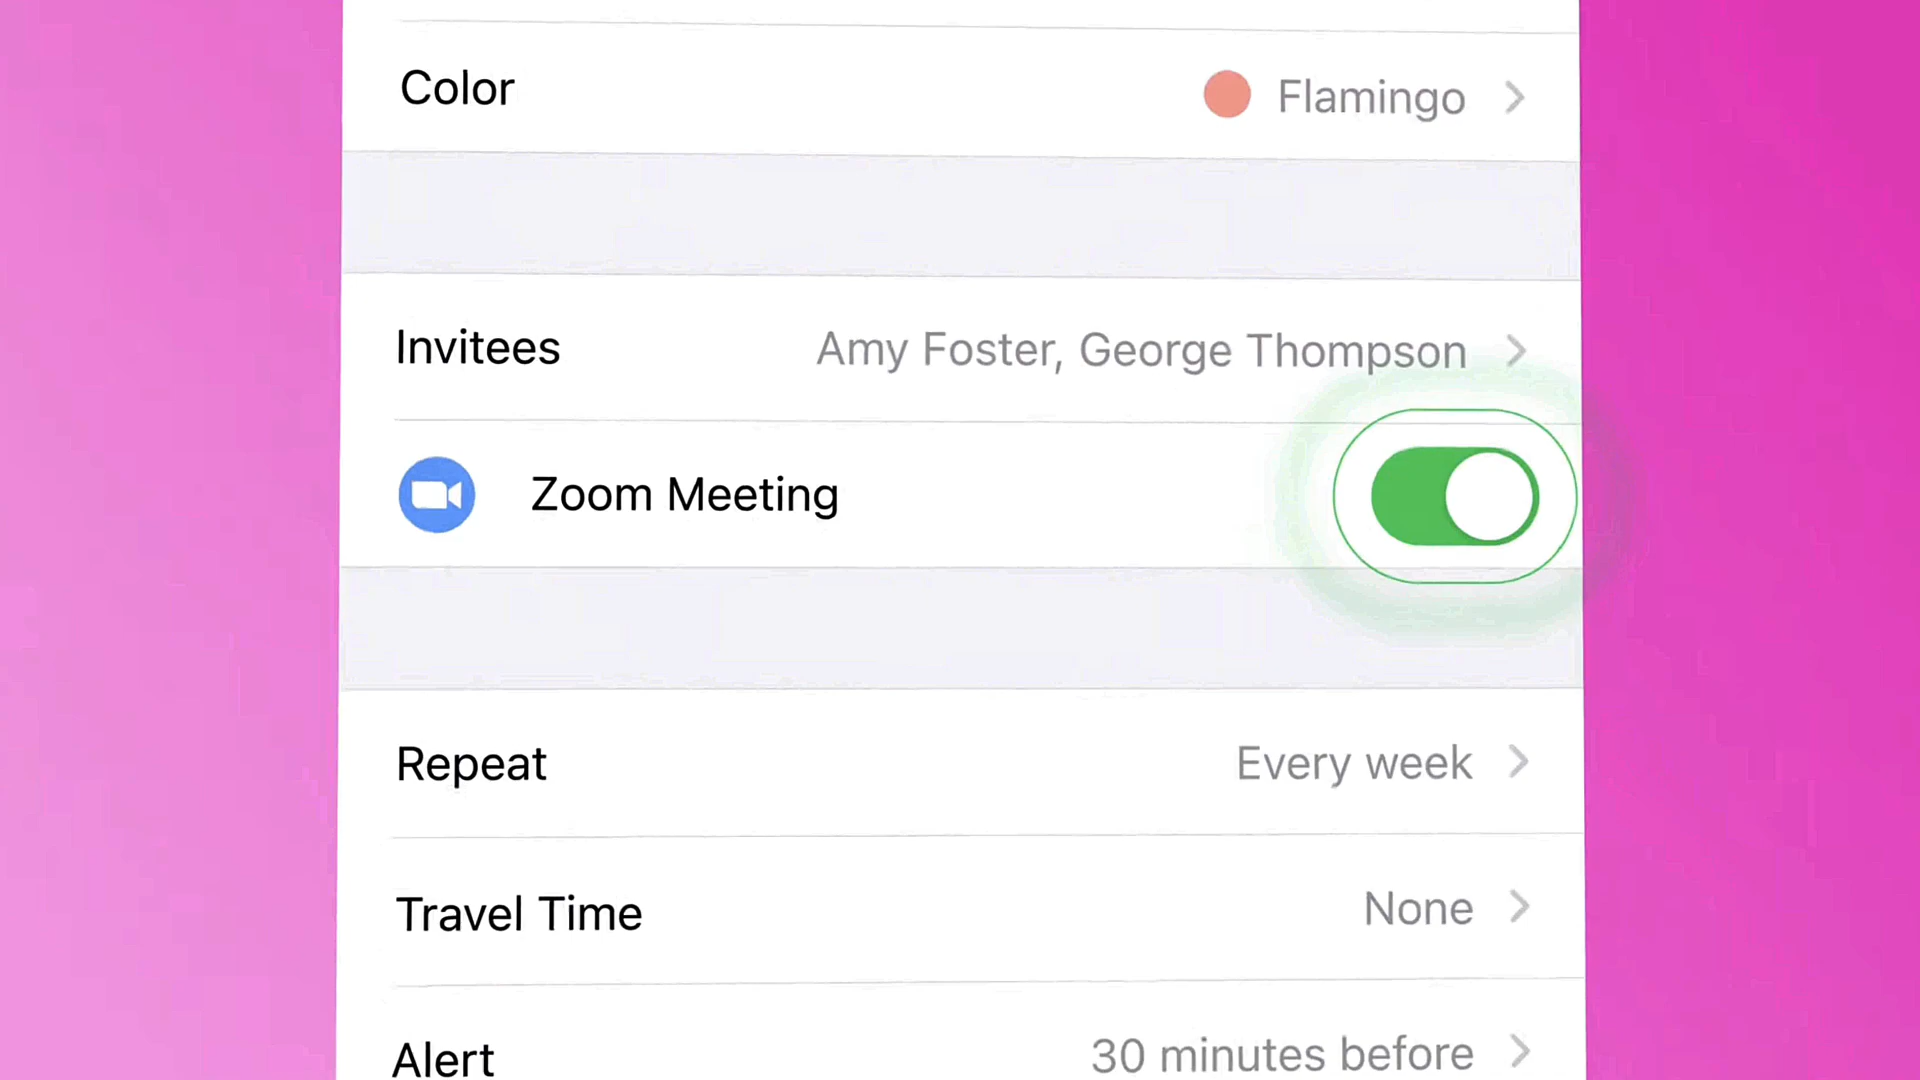 Color Flamingo
Invitees Amy Foster, George Thompson
Zoom Meeting
Repeat Every week
Travel Time None
Alert 30 minutes before